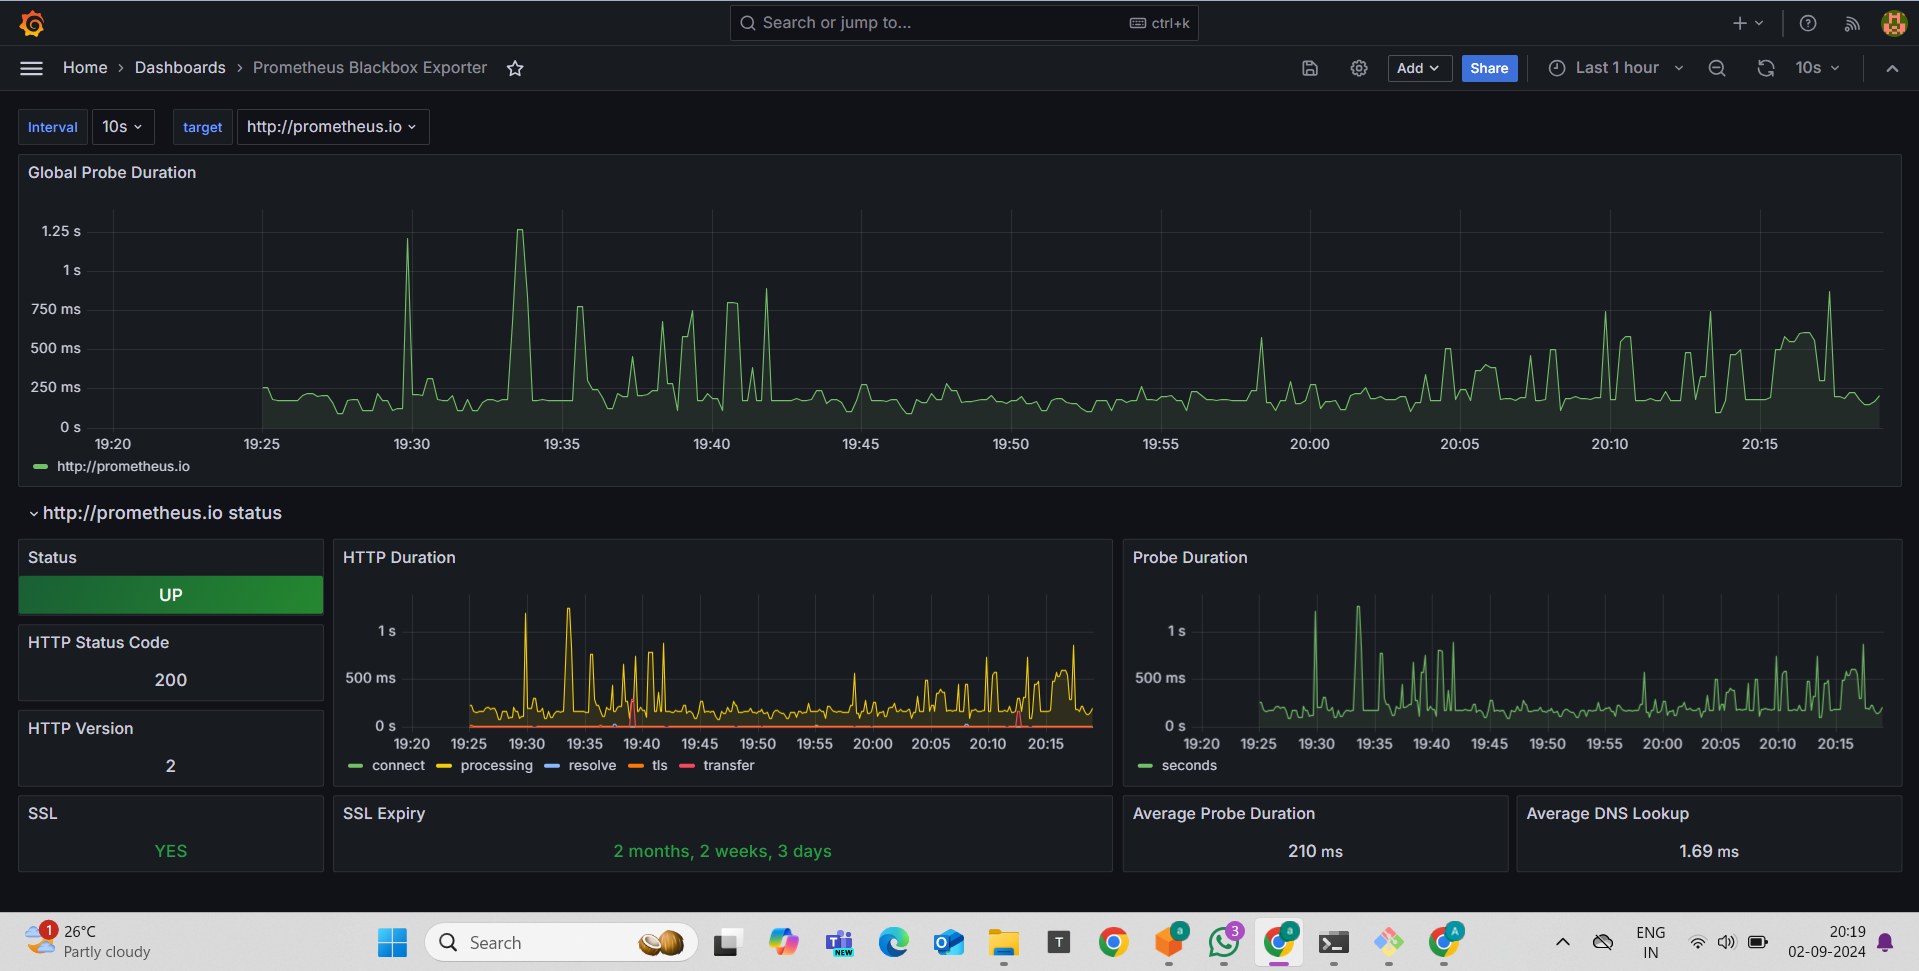 Search or jump to... ctrl+k
Home › Dashboards › Prometheus Blackbox Exporter
Add Share Last 1 hour 10s
Interval 10s target http://prometheus.io
Global Probe Duration
1.25 s
1 s
750 ms
500 ms
250 ms
0 s
19:20 19:25 19:30 19:35 19:40 19:45 19:50 19:55 20:00 20:05 20:10 20:15
http://prometheus.io
http://prometheus.io status
Status
UP
HTTP Status Code
200
HTTP Version
2
SSL
YES
HTTP Duration
1 s
500 ms
0 s
19:20 19:25 19:30 19:35 19:40 19:45 19:50 19:55 20:00 20:05 20:10 20:15
connect processing resolve tls transfer
SSL Expiry
2 months, 2 weeks, 3 days
Probe Duration
1 s
500 ms
0 s
19:20 19:25 19:30 19:35 19:40 19:45 19:50 19:55 20:00 20:05 20:10 20:15
seconds
Average Probe Duration
210 ms
Average DNS Lookup
1.69 ms
1
26°C
Partly cloudy
Search
T
NEW
O
T
a
3
a
A
ENG
IN
20:19
02-09-2024